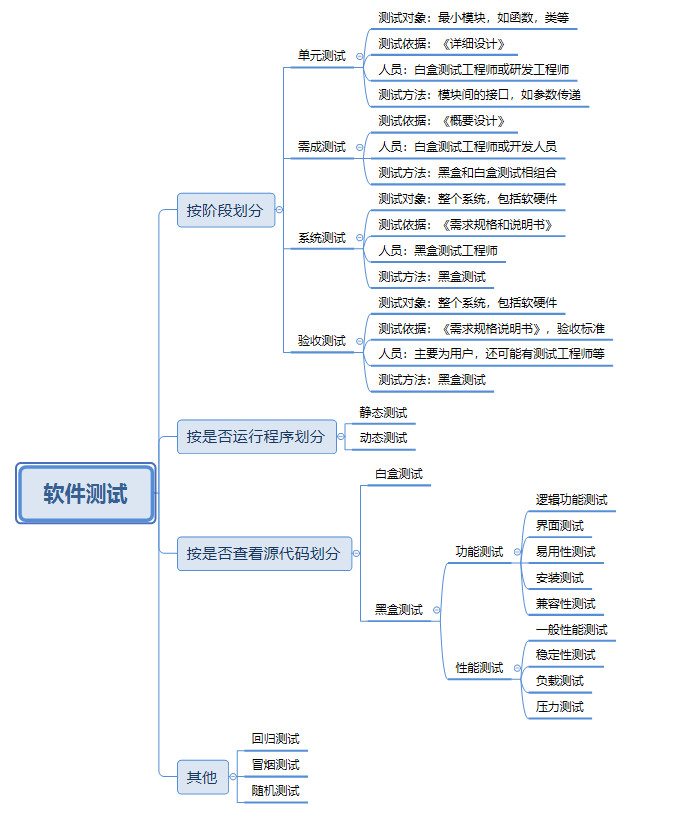 软件测试
按阶段划分
单元测试
测试对象：最小模块，如函数，类等
测试依据：《详细设计》
人员：白盒测试工程师或研发工程师
测试方法：模块间的接口，如参数传递
需成测试
测试依据：《概要设计》
人员：白盒测试工程师或开发人员
测试方法：黑盒和白盒测试相组合
系统测试
测试对象：整个系统，包括软硬件
测试依据：《需求规格和说明书》
人员：黑盒测试工程师
测试方法：黑盒测试
验收测试
测试对象：整个系统，包括软硬件
测试依据：《需求规格说明书》，验收标准
人员：主要为用户，还可能有测试工程师等
测试方法：黑盒测试
按是否运行程序划分
静态测试
动态测试
按是否查看源代码划分
白盒测试
黑盒测试
功能测试
逻辑功能测试
界面测试
易用性测试
安装测试
兼容性测试
性能测试
一般性能测试
稳定性测试
负载测试
压力测试
其他
回归测试
冒烟测试
随机测试